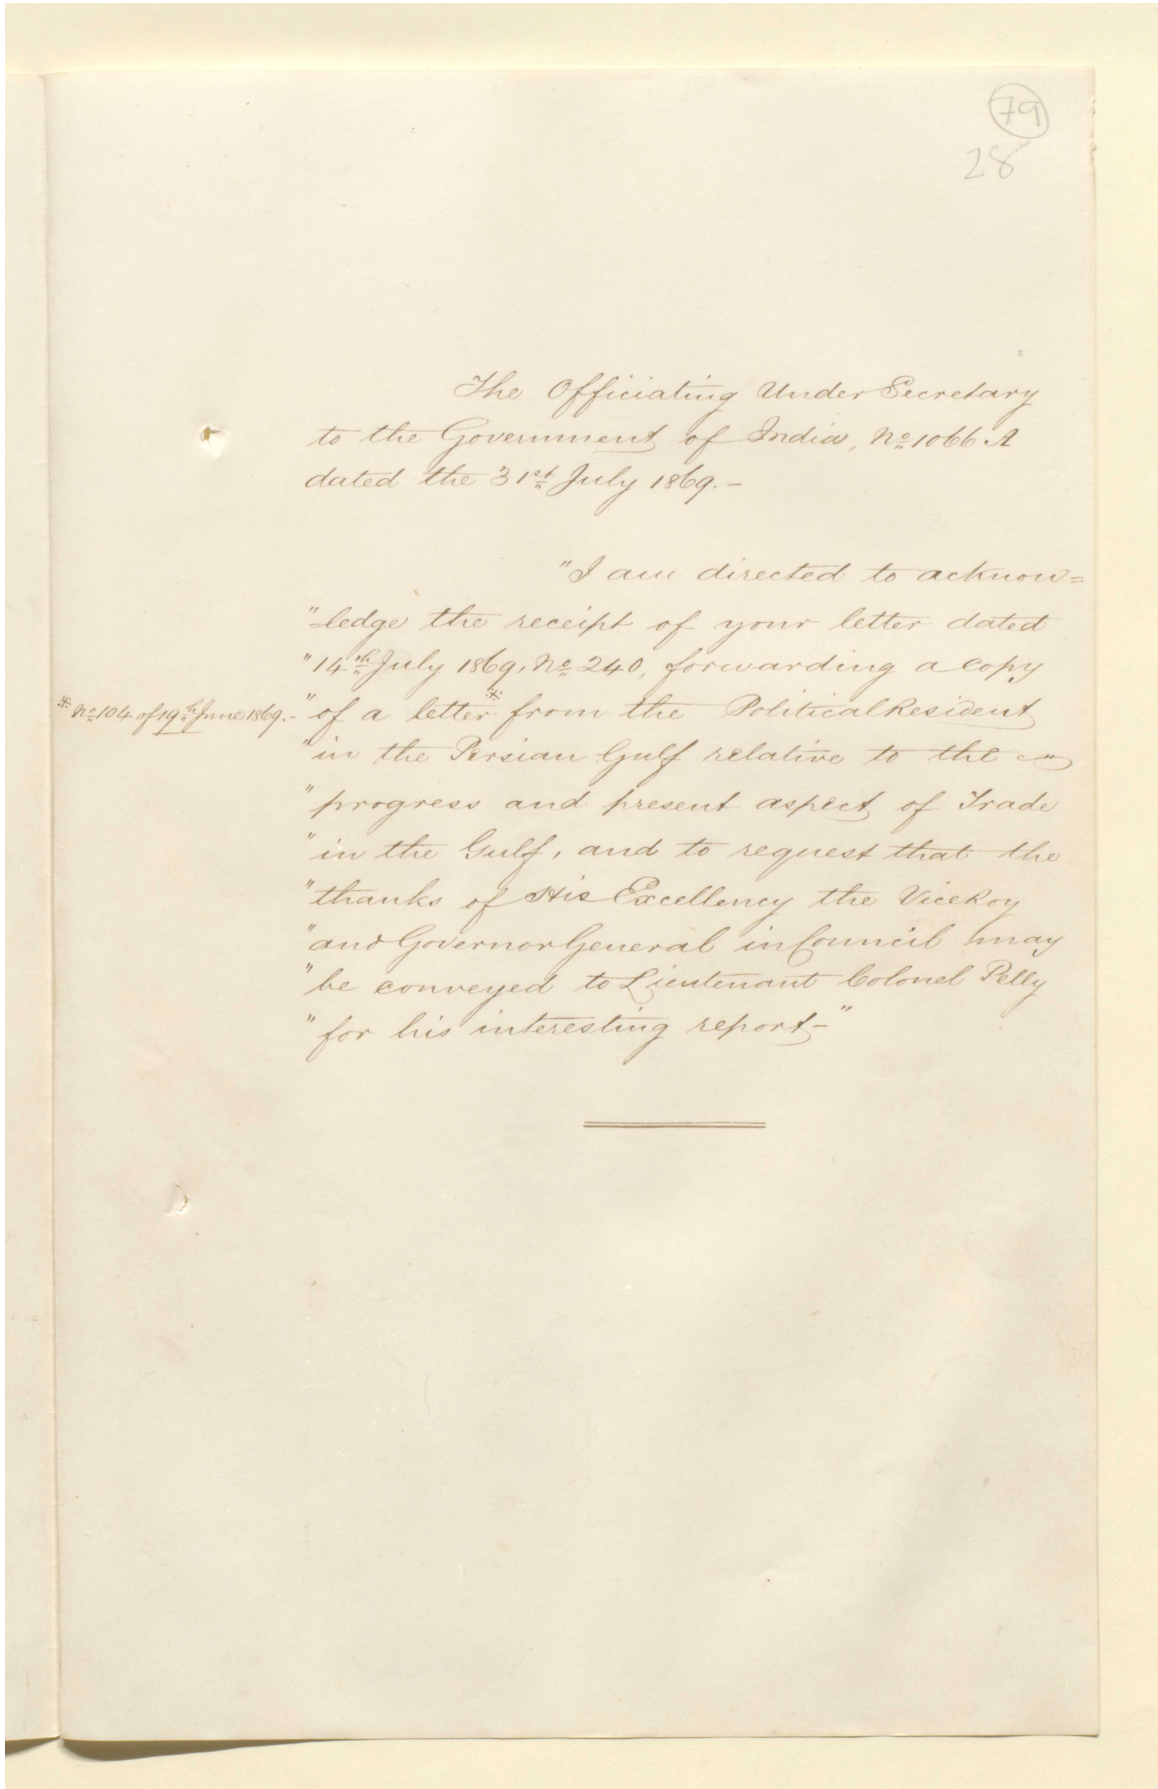 79
28
The Officiating Under Secretary
to the Government of India, No 1066 A
dated the 31st July 1869.-
"I am directed to acknow=
"ledge the receipt of your letter dated
"14th July 1869, No 240, forwarding a copy
* No 104 of 19th June 1869.- "of a letter * from the Political Resident
"in the Persian Gulf relative to the
"progress and present aspect of Trade
"in the Gulf, and to request that the
"thanks of His Excellency the Viceroy
"and Governor General in Council may
"be conveyed to Lieutenant Colonel Pelly
"for his interesting report-"